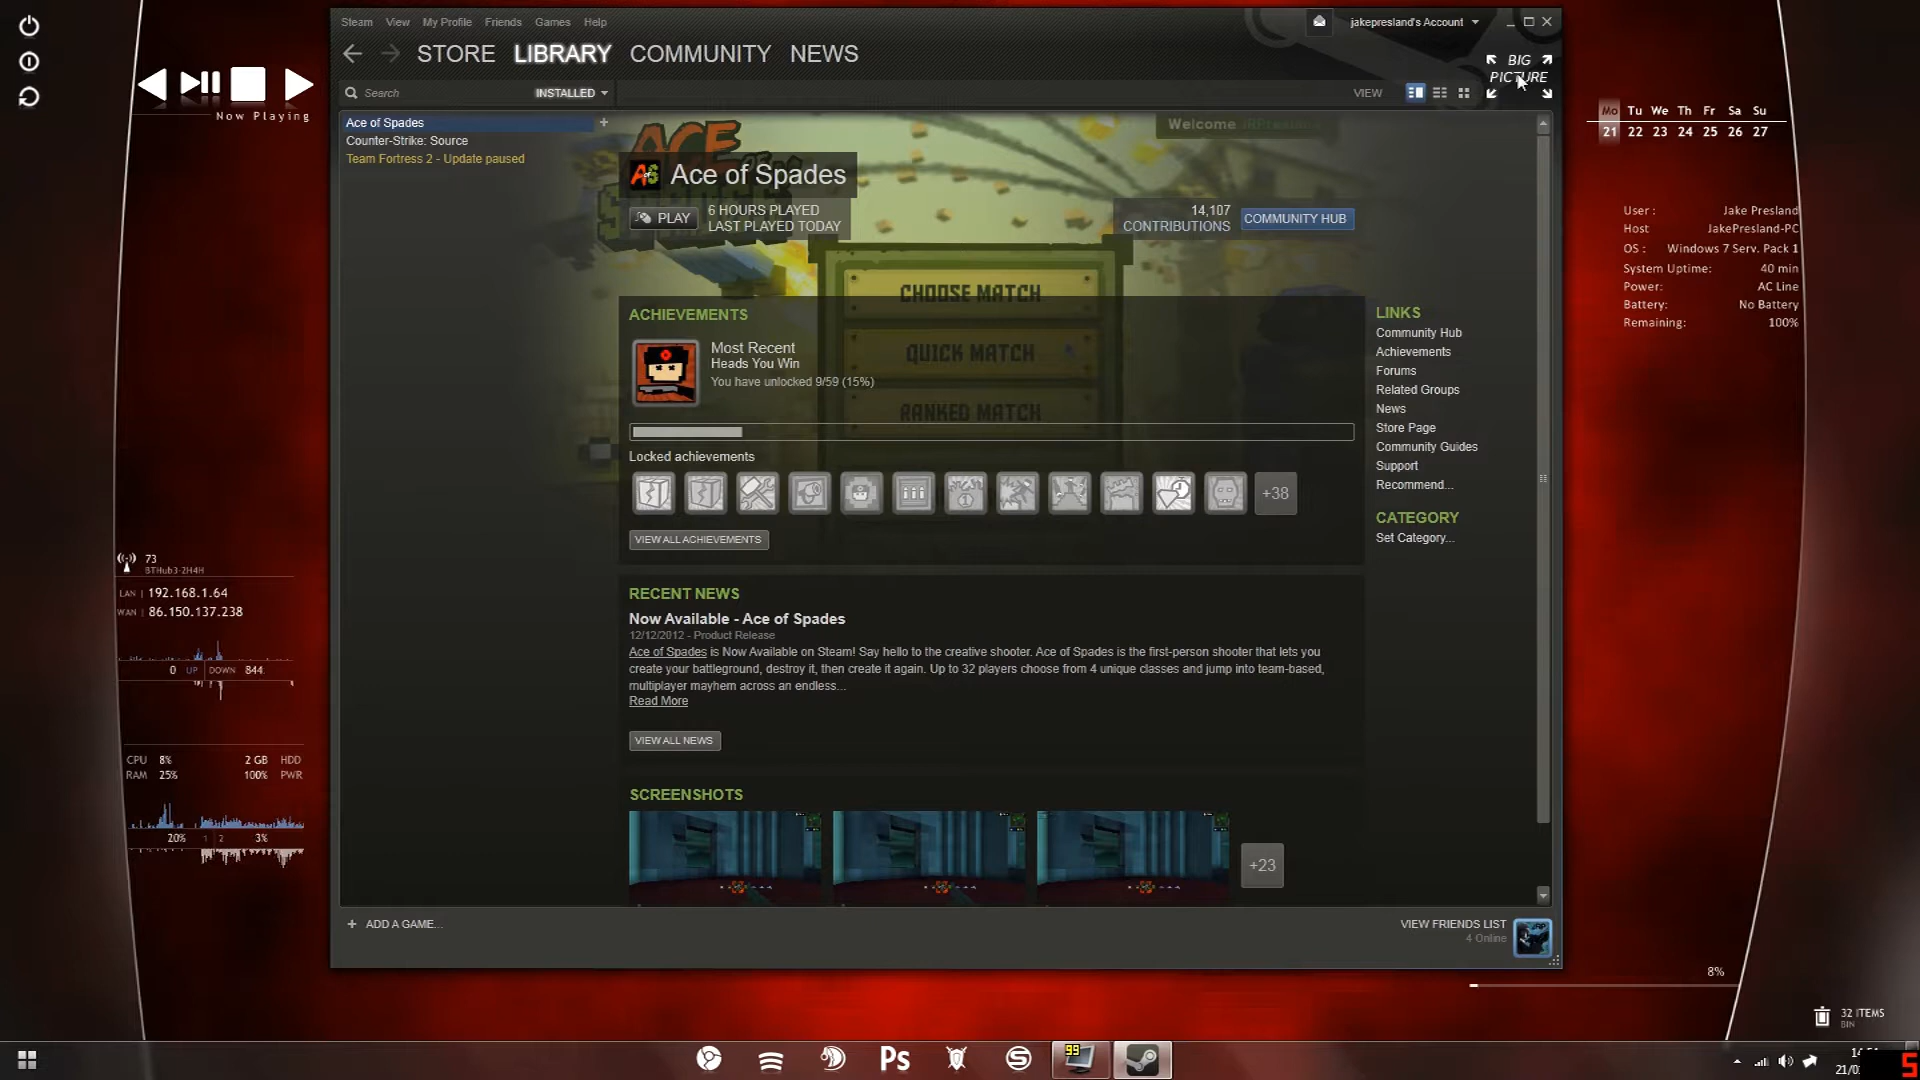 Steam View My Profile Friends Games Help
jakepresland's Account
STORE LIBRARY COMMUNITY NEWS
BIG PICTURE
Search
INSTALLED
VIEW
Now Playing
Ace of Spades
Counter-Strike: Source
Team Fortress 2 - Update paused
Welcome
Ace of Spades
PLAY
6 HOURS PLAYED
LAST PLAYED TODAY
14,107
CONTRIBUTIONS
COMMUNITY HUB
CHOOSE MATCH
QUICK MATCH
RANKED MATCH
ACHIEVEMENTS
Most Recent
Heads You Win
You have unlocked 9/59 (15%)
Locked achievements
+38
VIEW ALL ACHIEVEMENTS
RECENT NEWS
Now Available - Ace of Spades
12/12/2012 - Product Release
Ace of Spades is Now Available on Steam! Say hello to the creative shooter. Ace of Spades is the first-person shooter that lets you
create your battleground, destroy it, then create it again. Up to 32 players choose from 4 unique classes and jump into team-based,
multiplayer mayhem across an endless...
Read More
VIEW ALL NEWS
SCREENSHOTS
+23
LINKS
Community Hub
Achievements
Forums
Related Groups
News
Store Page
Community Guides
Support
Recommend...
CATEGORY
Set Category...
+ ADD A GAME...
VIEW FRIENDS LIST
4 Online
Mo Tu We Th Fr Sa Su
21 22 23 24 25 26 27
User : Jake Presland
Host JakePresland-PC
OS : Windows 7 Serv. Pack 1
System Uptime: 40 min
Power: AC Line
Battery: No Battery
Remaining: 100%
73
BTHub3-2H4H
LAN | 192.168.1.64
WAN | 86.150.137.238
0 UP DOWN 844
CPU 8% 2 GB HDD
RAM 25% 100% PWR
20% 1 2 3%
8%
32 ITEMS
BIN
Ps
99
5